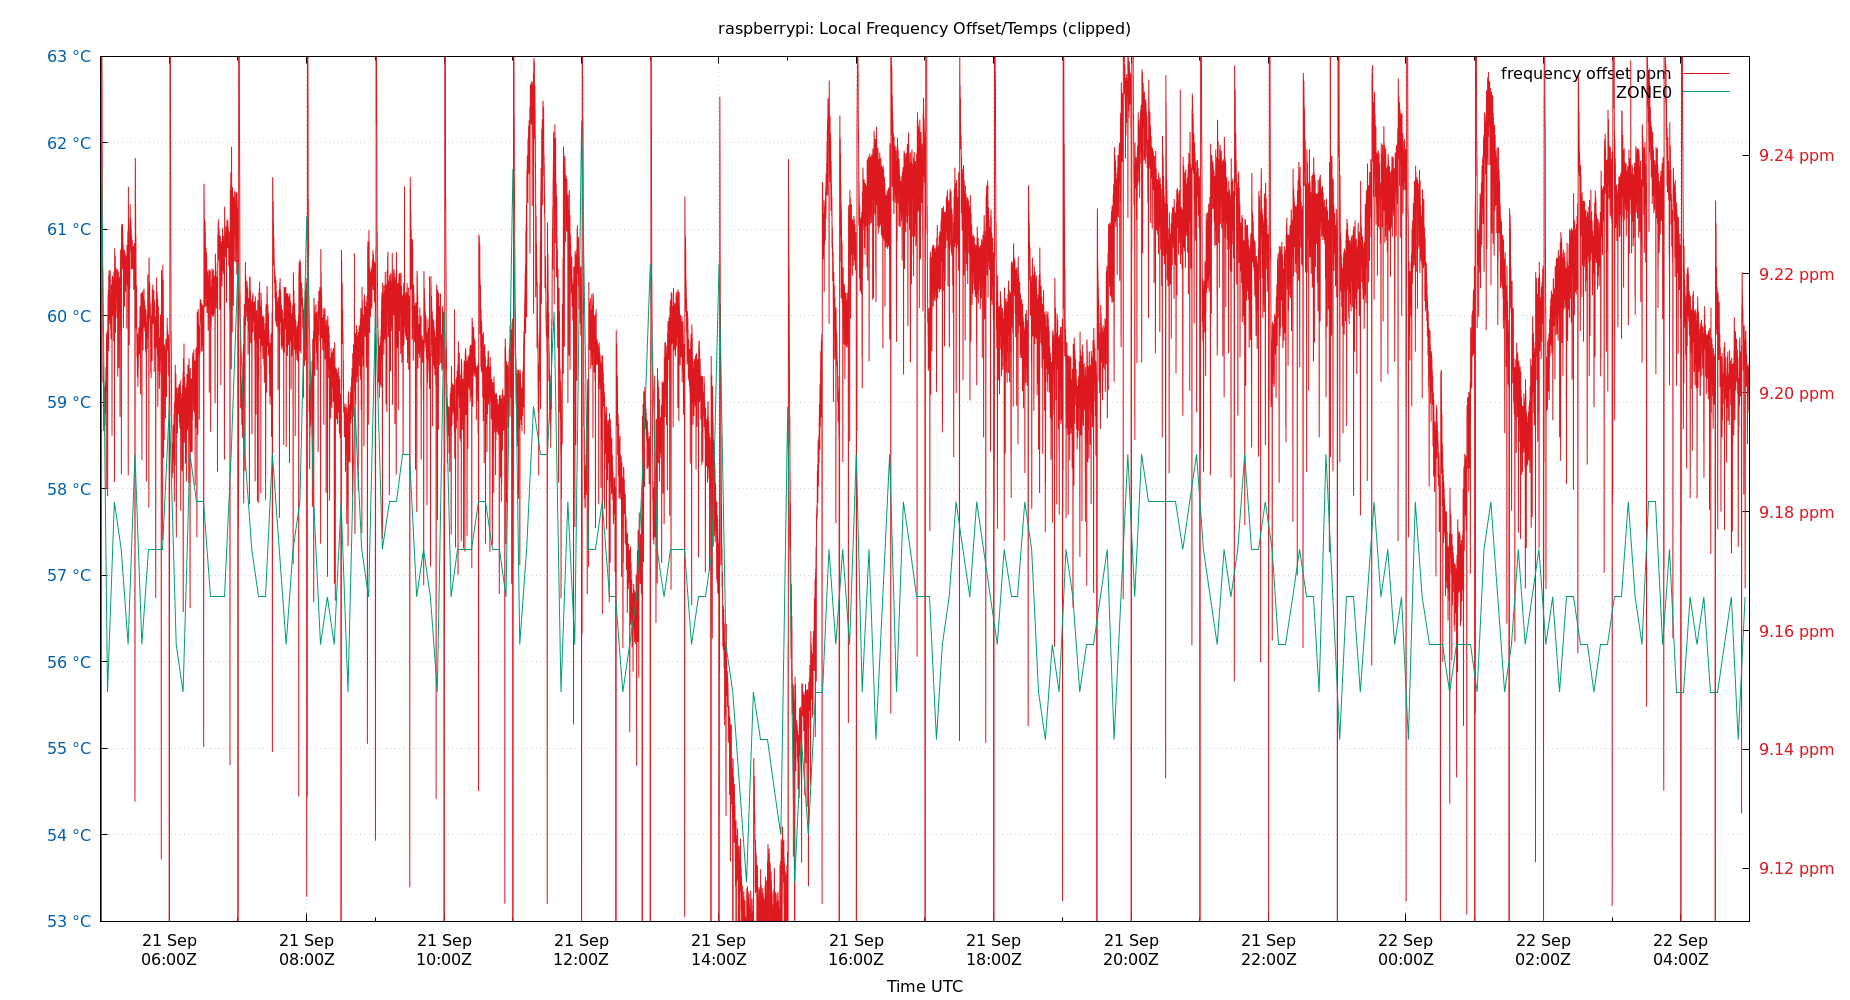 raspberrypi: Local Frequency Offset/Temps (clipped)
63 °C
62 °C
61 °C
60 °C
59 °C
58 °C
57 °C
56 °C
55 °C
54 °C
53 °C
frequency offset ppm
ZONE0
9.24 ppm
9.22 ppm
9.20 ppm
9.18 ppm
9.16 ppm
9.14 ppm
9.12 ppm
21 Sep 21 Sep 21 Sep 21 Sep 21 Sep 21 Sep 21 Sep 21 Sep 21 Sep 22 Sep 22 Sep 22 Sep
06:00Z 08:00Z 10:00Z 12:00Z 14:00Z 16:00Z 18:00Z 20:00Z 22:00Z 00:00Z 02:00Z 04:00Z
Time UTC